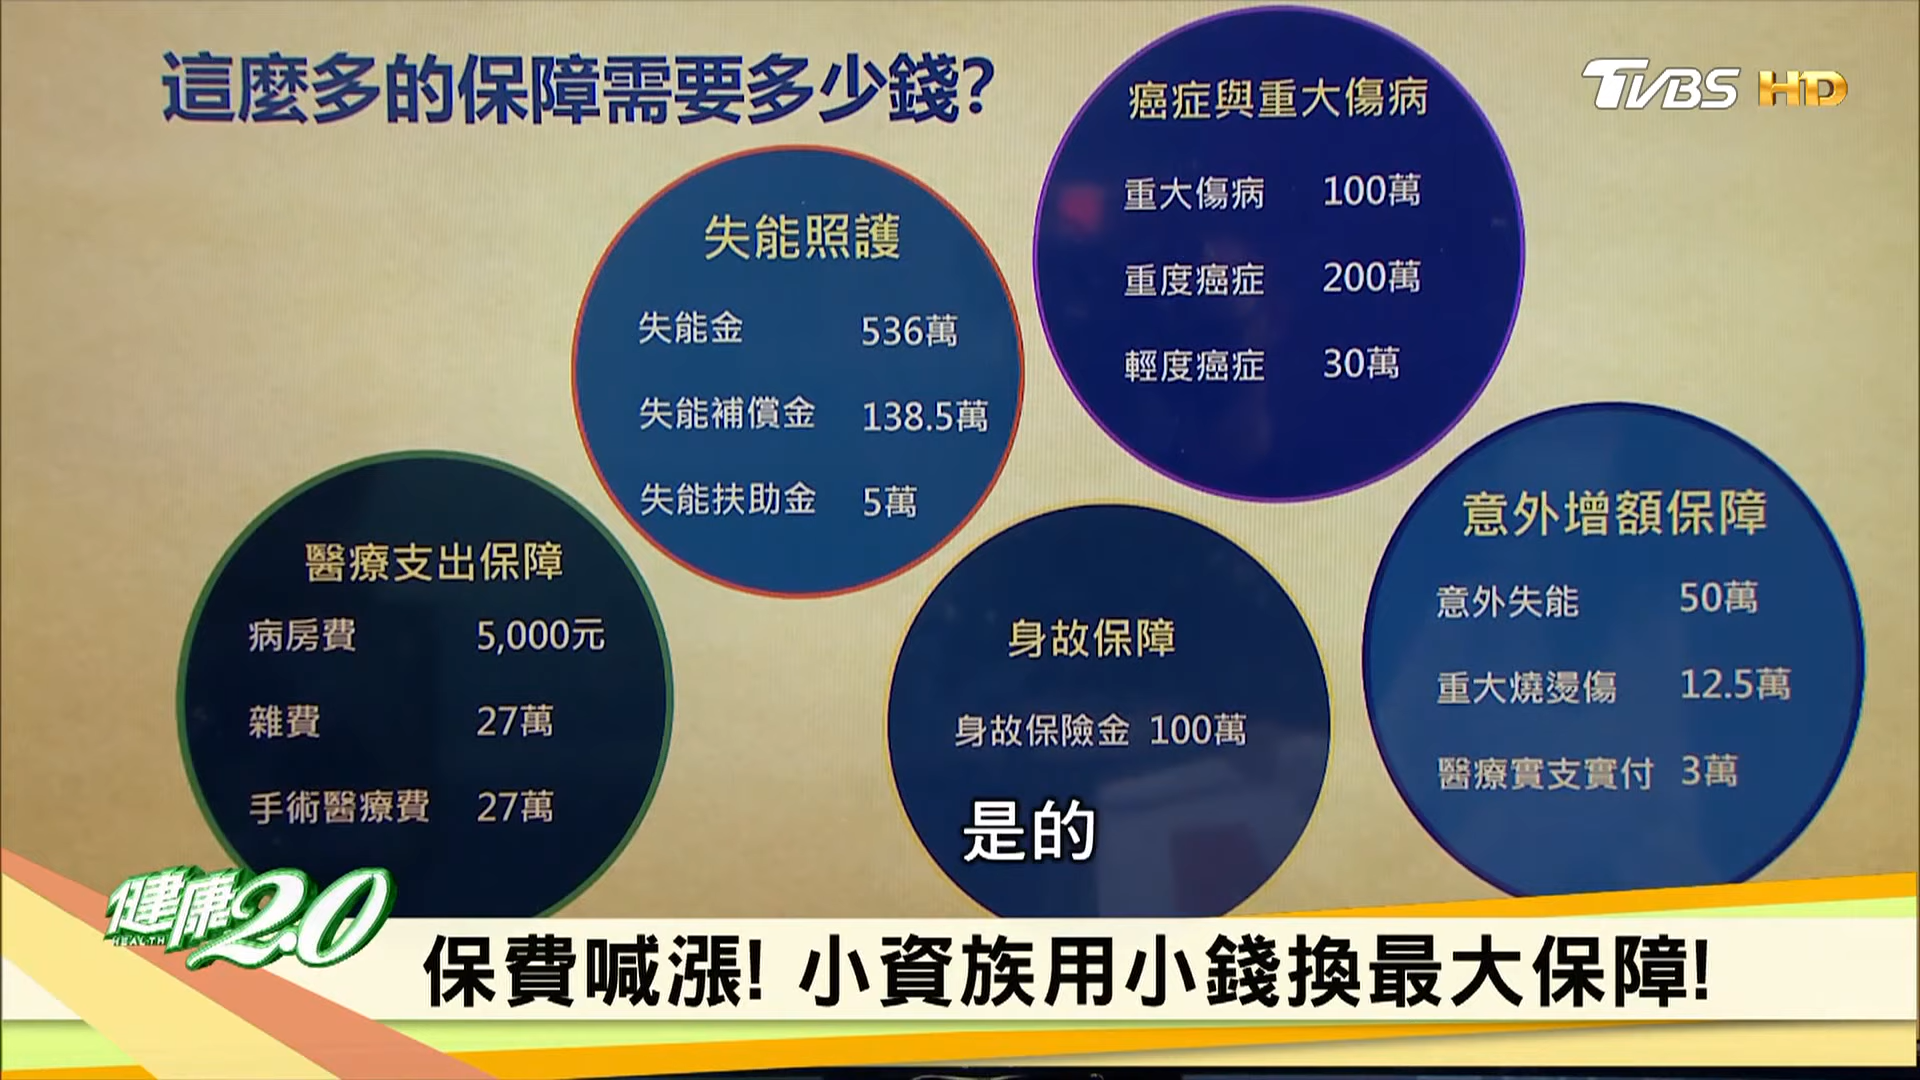 這麼多的保障需要多少錢?
TVBS HD
癌症與重大傷病
重大傷病 100萬
重度癌症 200萬
輕度癌症 30萬
失能照護
失能金 536萬
失能補償金 138.5萬
失能扶助金 5萬
意外增額保障
意外失能 50萬
重大燒燙傷 12.5萬
醫療實支實付 3萬
醫療支出保障
病房費 5,000元
雜費 27萬
手術醫療費 27萬
身故保障
身故保險金 100萬
是的
健康2.0
HEALTH
保費喊漲! 小資族用小錢換最大保障!